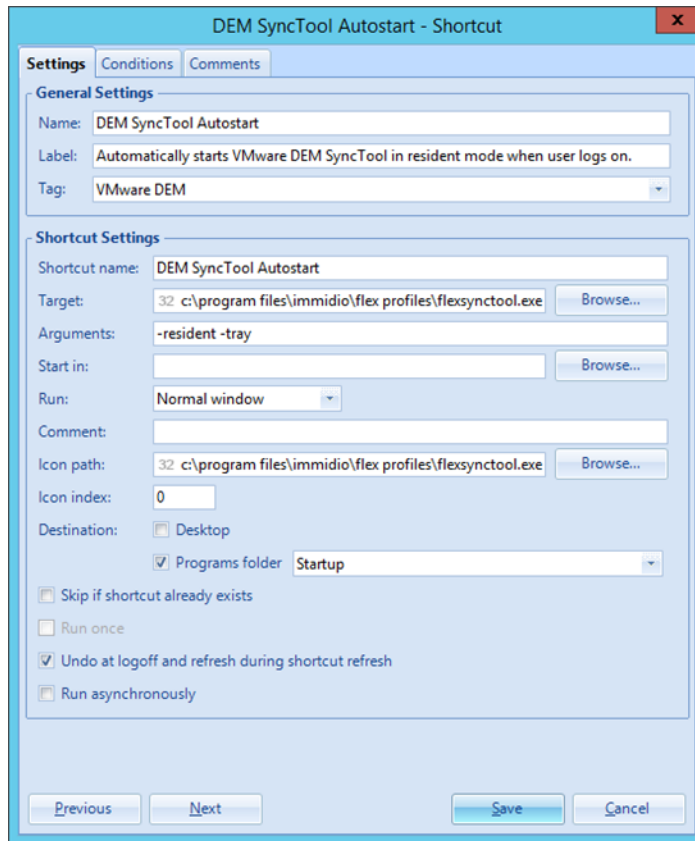 DEM SyncTool Autostart - Shortcut
x
Settings Conditions Comments
General Settings
Name: DEM SyncTool Autostart
Label: Automatically starts VMware DEM SyncTool in resident mode when user logs on.
Tag: VMware DEM
Shortcut Settings
Shortcut name: DEM SyncTool Autostart
Target: 32 c:\program files\immidio\flex profiles\flexsynctool.exe Browse...
Arguments: -resident -tray
Start in: Browse...
Run: Normal window
Comment:
Icon path: 32 c:\program files\immidio\flex profiles\flexsynctool.exe Browse...
Icon index: 0
Destination: Desktop
Programs folder Startup
Skip if shortcut already exists
Run once
Undo at logoff and refresh during shortcut refresh
Run asynchronously
Previous Next Save Cancel